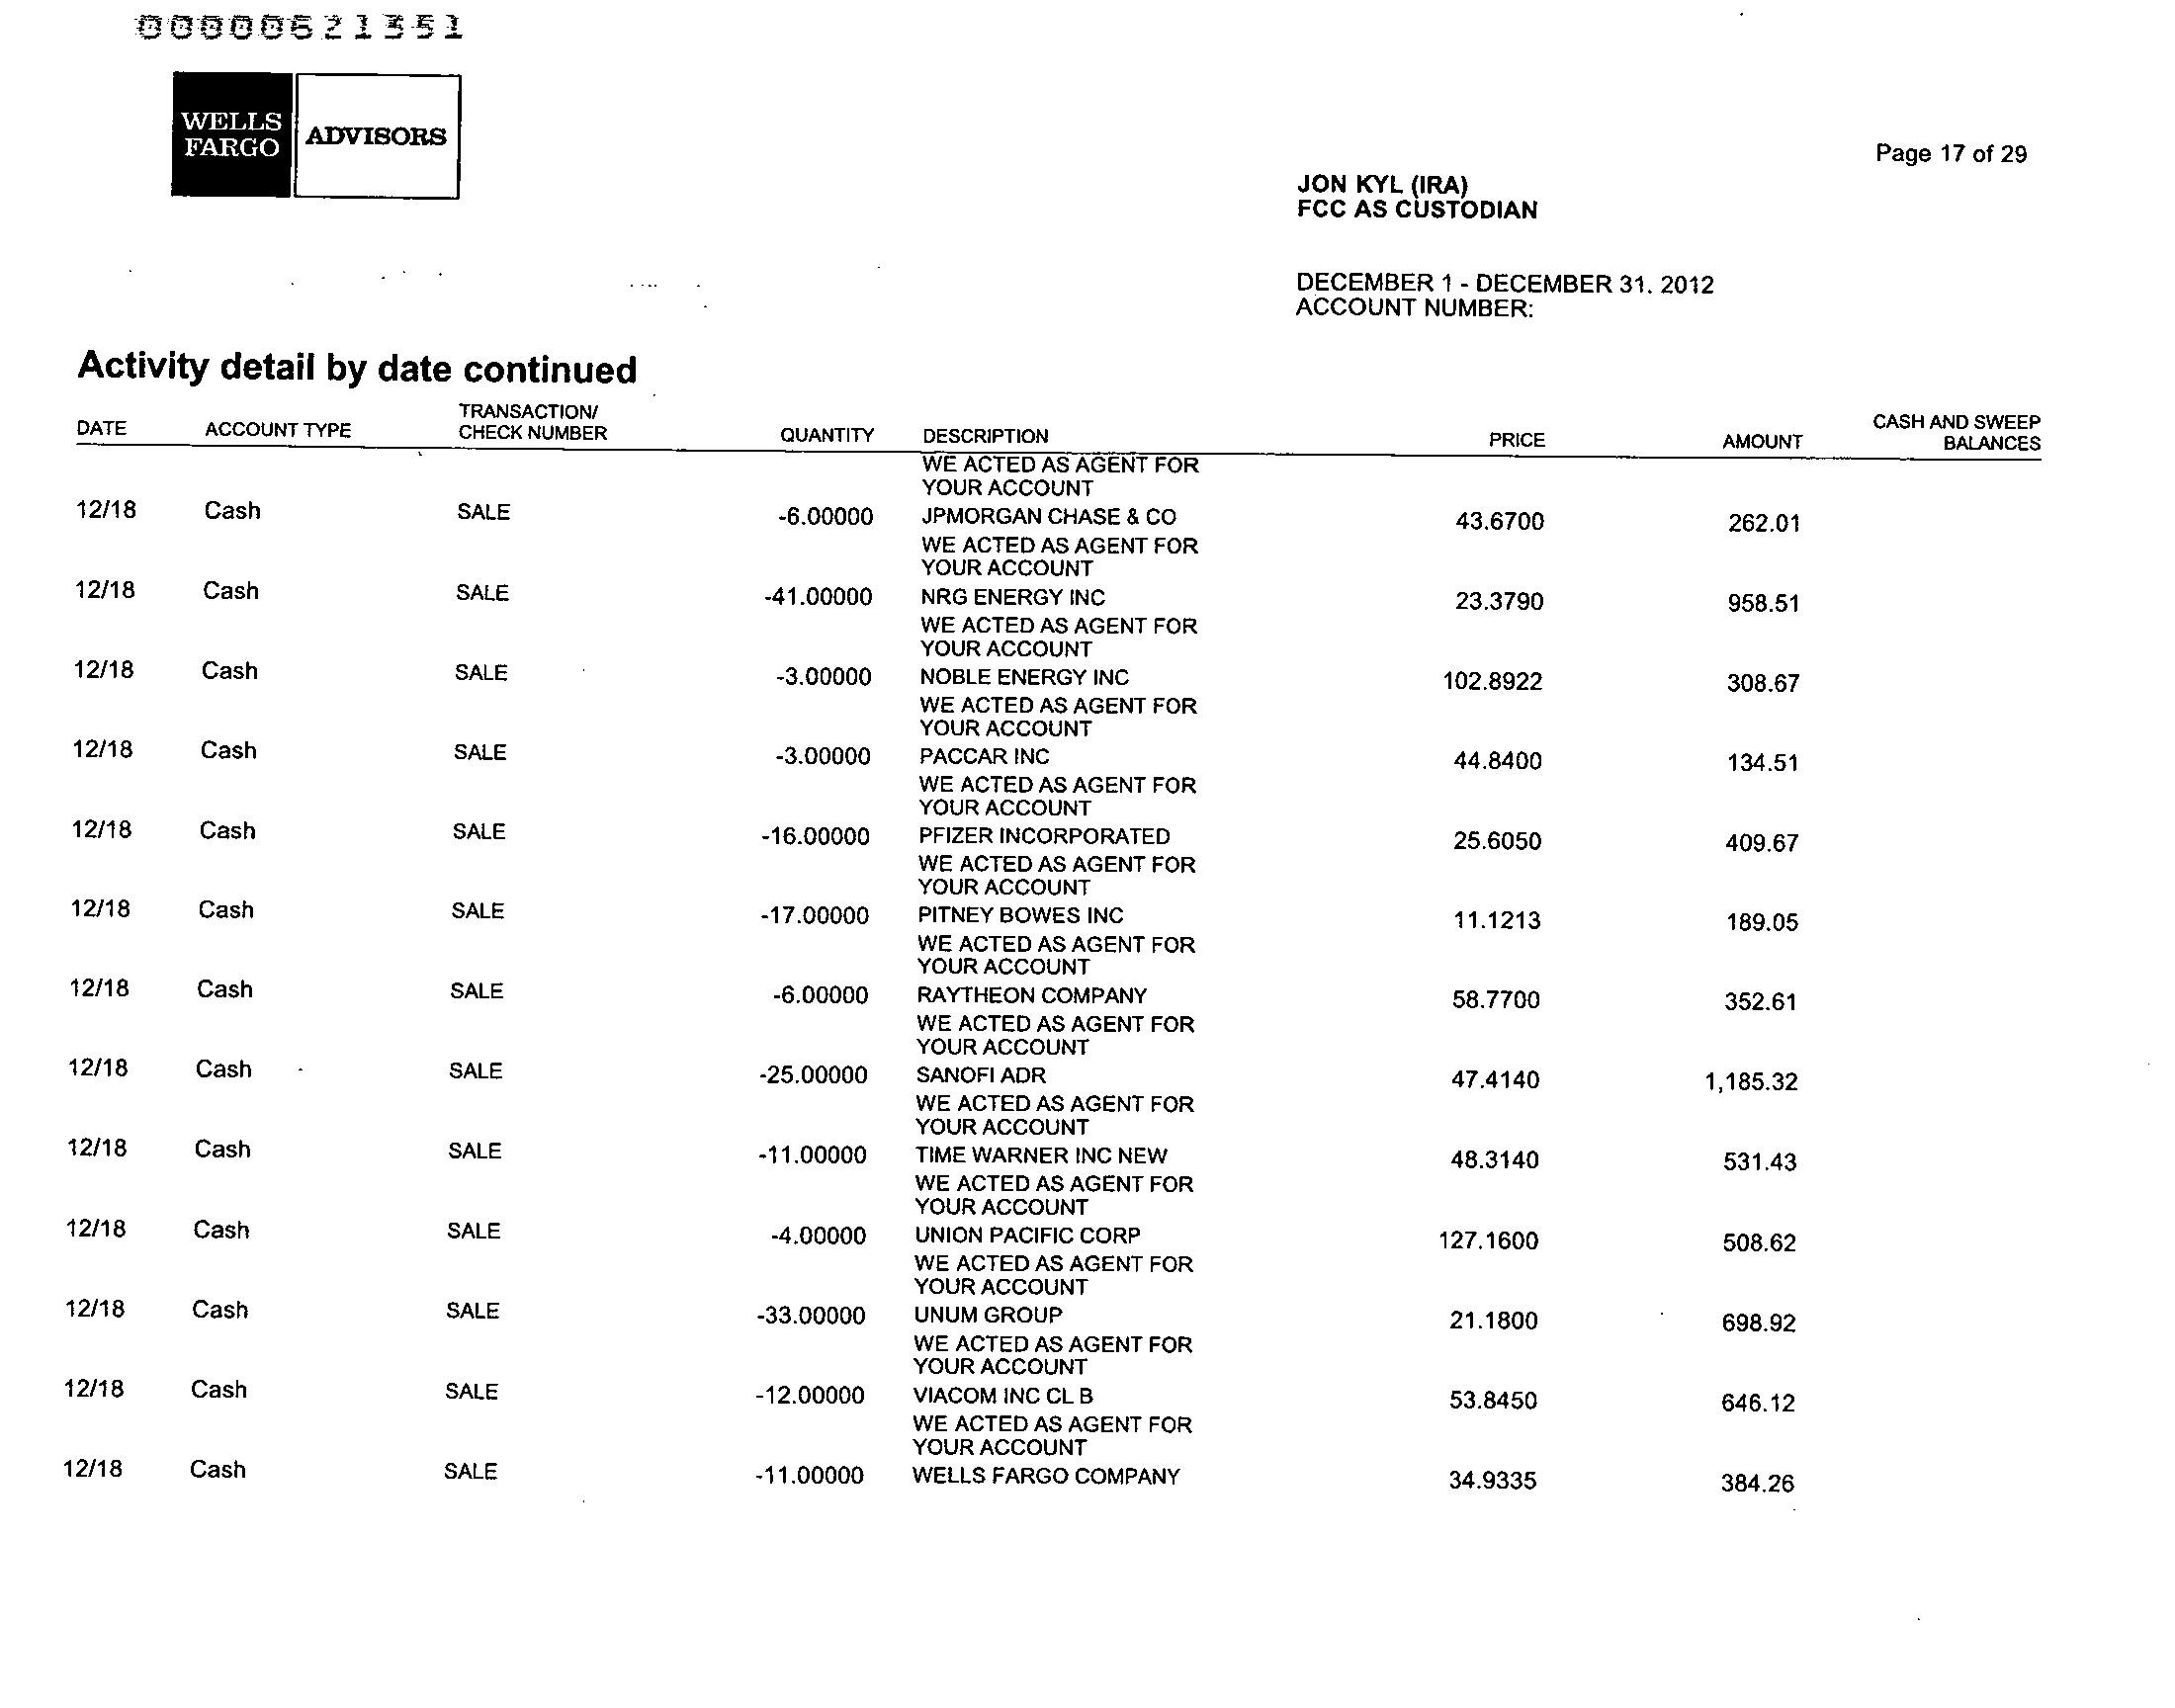 00000621351
WELLS FARGO ADVISORS
Page 17 of 29
JON KYL (IRA)
FCC AS CUSTODIAN
DECEMBER 1 - DECEMBER 31. 2012
ACCOUNT NUMBER:
Activity detail by date continued
DATE ACCOUNT TYPE TRANSACTION/ CHECK NUMBER QUANTITY DESCRIPTION PRICE AMOUNT CASH AND SWEEP BALANCES
WE ACTED AS AGENT FOR
YOUR ACCOUNT
12/18 Cash SALE -6.00000 JPMORGAN CHASE & CO 43.6700 262.01
WE ACTED AS AGENT FOR
YOUR ACCOUNT
12/18 Cash SALE -41.00000 NRG ENERGY INC 23.3790 958.51
WE ACTED AS AGENT FOR
YOUR ACCOUNT
12/18 Cash SALE -3.00000 NOBLE ENERGY INC 102.8922 308.67
WE ACTED AS AGENT FOR
YOUR ACCOUNT
12/18 Cash SALE -3.00000 PACCAR INC 44.8400 134.51
WE ACTED AS AGENT FOR
YOUR ACCOUNT
12/18 Cash SALE -16.00000 PFIZER INCORPORATED 25.6050 409.67
WE ACTED AS AGENT FOR
YOUR ACCOUNT
12/18 Cash SALE -17.00000 PITNEY BOWES INC 11.1213 189.05
WE ACTED AS AGENT FOR
YOUR ACCOUNT
12/18 Cash SALE -6.00000 RAYTHEON COMPANY 58.7700 352.61
WE ACTED AS AGENT FOR
YOUR ACCOUNT
12/18 Cash SALE -25.00000 SANOFI ADR 47.4140 1,185.32
WE ACTED AS AGENT FOR
YOUR ACCOUNT
12/18 Cash SALE -11.00000 TIME WARNER INC NEW 48.3140 531.43
WE ACTED AS AGENT FOR
YOUR ACCOUNT
12/18 Cash SALE -4.00000 UNION PACIFIC CORP 127.1600 508.62
WE ACTED AS AGENT FOR
YOUR ACCOUNT
12/18 Cash SALE -33.00000 UNUM GROUP 21.1800 698.92
WE ACTED AS AGENT FOR
YOUR ACCOUNT
12/18 Cash SALE -12.00000 VIACOM INC CL B 53.8450 646.12
WE ACTED AS AGENT FOR
YOUR ACCOUNT
12/18 Cash SALE -11.00000 WELLS FARGO COMPANY 34.9335 384.26